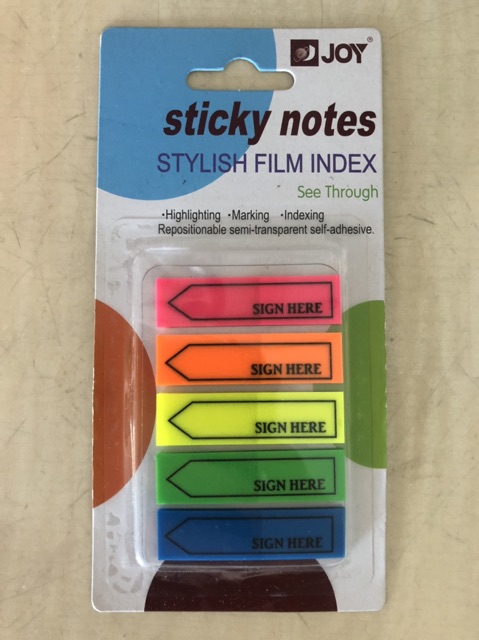 JOY®
sticky notes
STYLISH FILM INDEX
See Through
·Highlighting ·Marking ·Indexing
Repositionable semi-transparent self-adhesive.
SIGN HERE
SIGN HERE
SIGN HERE
SIGN HERE
SIGN HERE